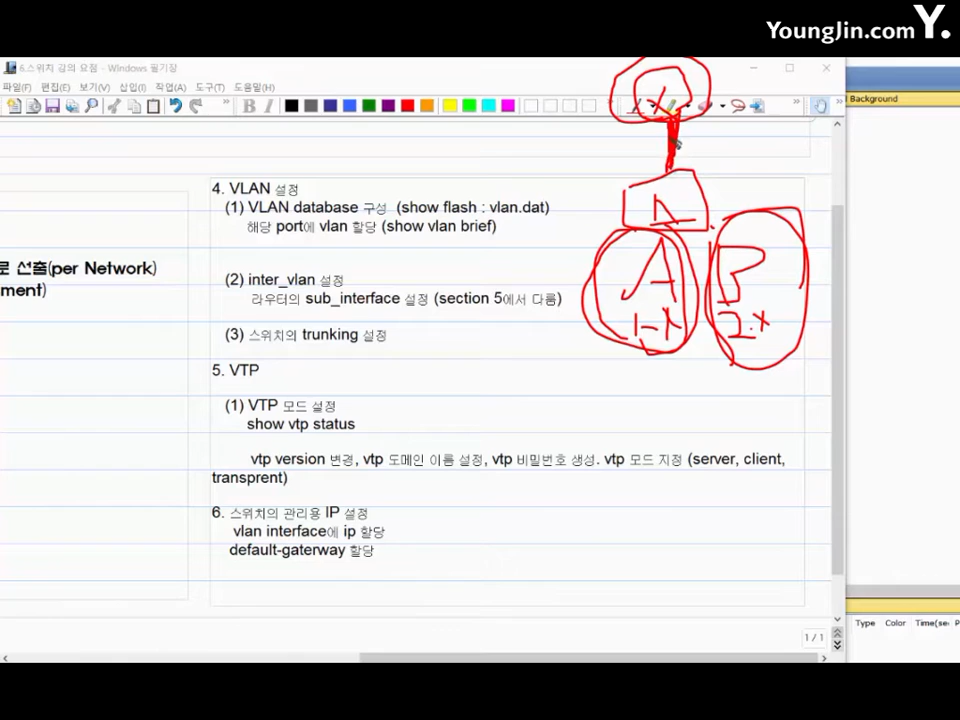 YoungJin.com Y.
6.스위치 강의 요점 - Windows 필기장
파일(F) 편집(E) 보기(V) 삽입(I) 작업(A) 도구(T) 도움말(H)
Background
4. VLAN 설정
(1) VLAN database 구성 (show flash : vlan.dat)
해당 port에 vlan 할당 (show vlan brief)
로 선출(per Network)
ment)
(2) inter_vlan 설정
라우터의 sub_interface 설정 (section 5에서 다룸)
(3) 스위치의 trunking 설정
A
B
2.x
5. VTP
(1) VTP 모드 설정
show vtp status
vtp version 변경, vtp 도메인 이름 설정, vtp 비밀번호 생성. vtp 모드 지정 (server, client,
transprent)
6. 스위치의 관리용 IP 설정
vlan interface에 ip 할당
default-gaterway 할당
Type Color Time(se
1 / 1